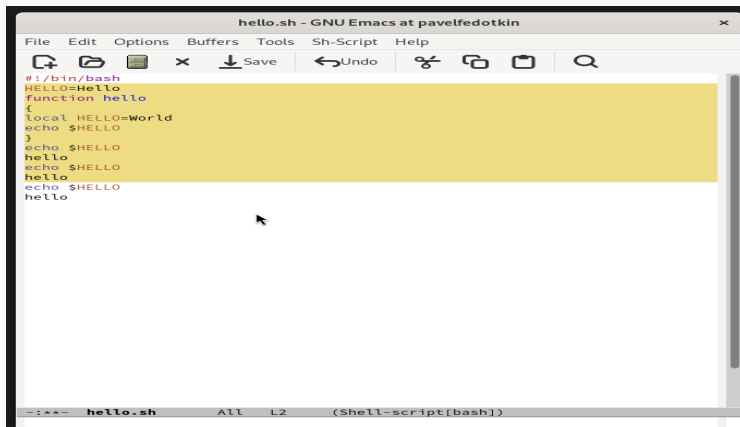 hello.sh - GNU Emacs at pavelfedotkin
File Edit Options Buffers Tools Sh-Script Help
Save Undo
#!/bin/bash
HELLO=Hello
function hello
{
local HELLO=World
echo $HELLO
}
echo $HELLO
hello
echo $HELLO
hello
echo $HELLO
hello
-:**- hello.sh All L2 (Shell-script[bash])